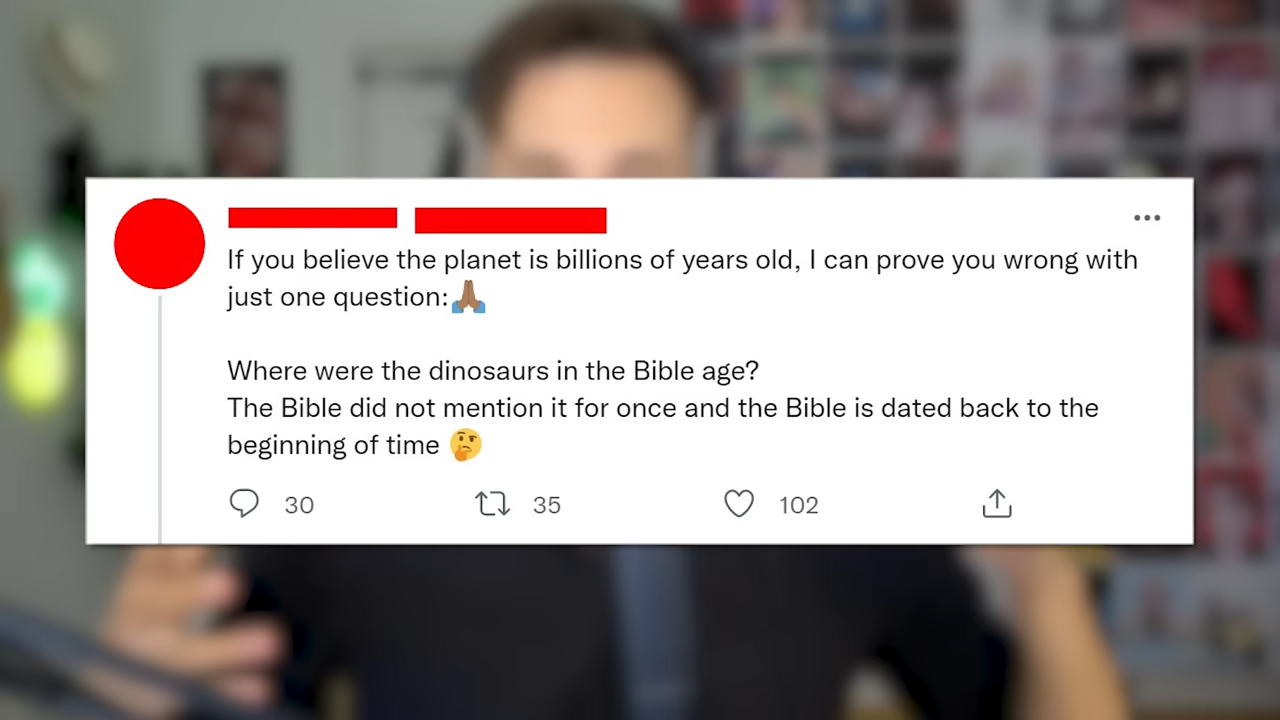 If you believe the planet is billions of years old, I can prove you wrong with
just one question:🙏🏾
Where were the dinosaurs in the Bible age?
The Bible did not mention it for once and the Bible is dated back to the
beginning of time 🤔
30 35 102